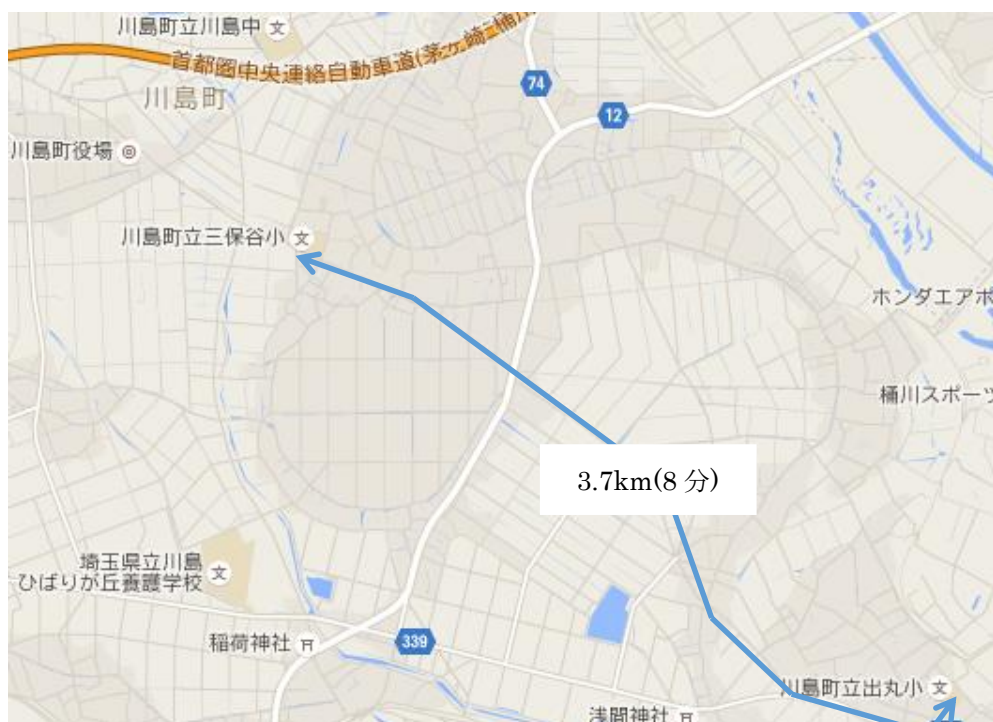 川島町立川島中
首都圏中央連絡自動車道(茅ヶ崎-桶川
川島町
74
12
川島町役場
川島町立三保谷小
ホンダエアポ
桶川スポーツ
3.7km(8 分)
埼玉県立川島
ひばりが丘養護学校
稲荷神社
339
川島町立出丸小
浅間神社